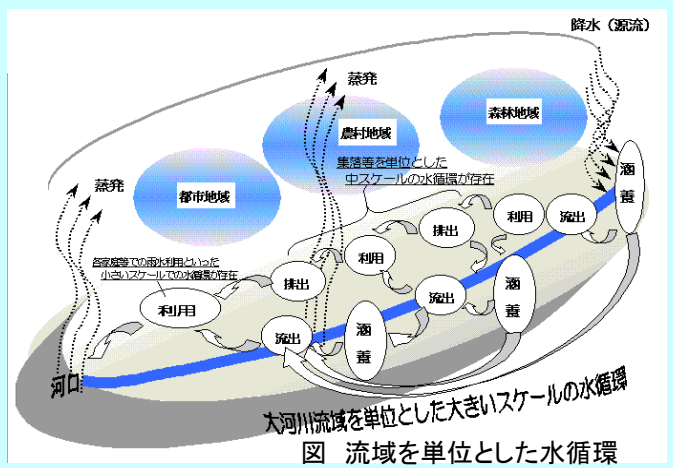 降水（源流）
蒸発
森林地域
農村地域
集落等を単位とした
中スケールの水循環が存在
涵養
蒸発
都市地域
利用
流出
排出
利用
涵養
各家庭等での雨水利用といった
小さいスケールでの水循環が存在
排出
流出
利用
流出
涵養
河口
大河川流域を単位とした大きいスケールの水循環
図 流域を単位とした水循環